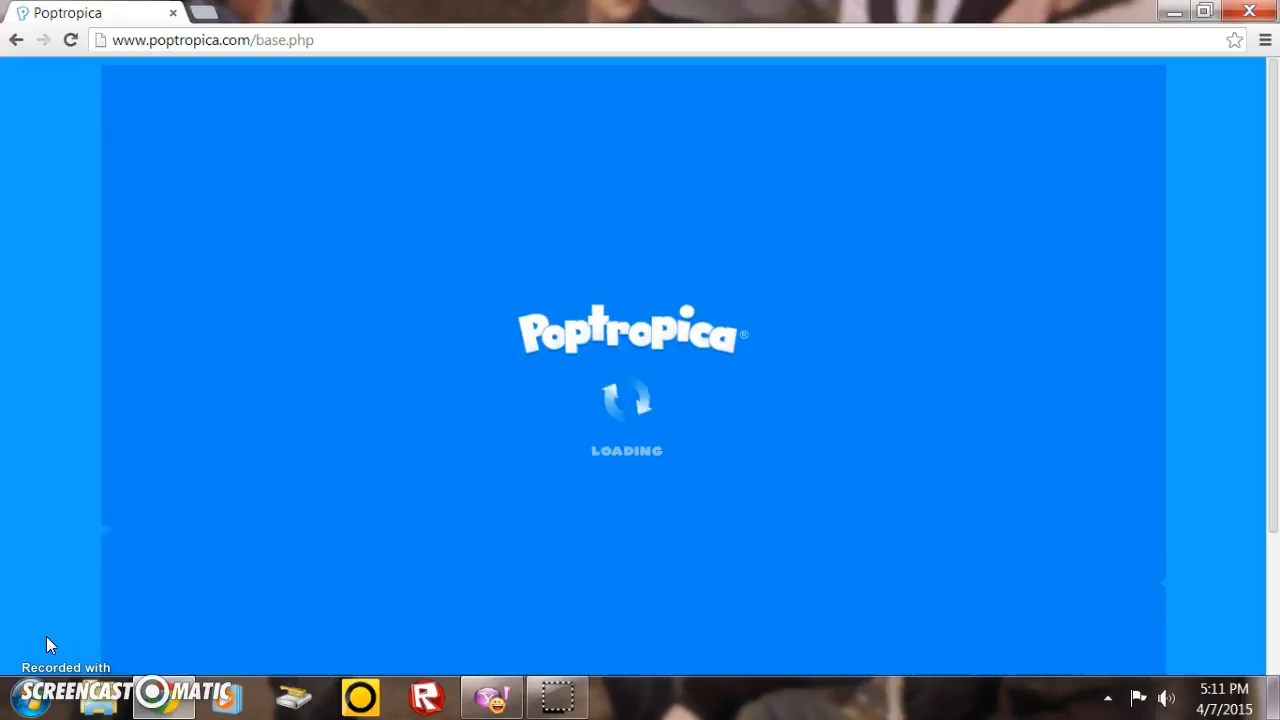 Poptropica
www.poptropica.com/base.php
Poptropica®
LOADING
Recorded with
SCREENCAST-O-MATIC
5:11 PM
4/7/2015